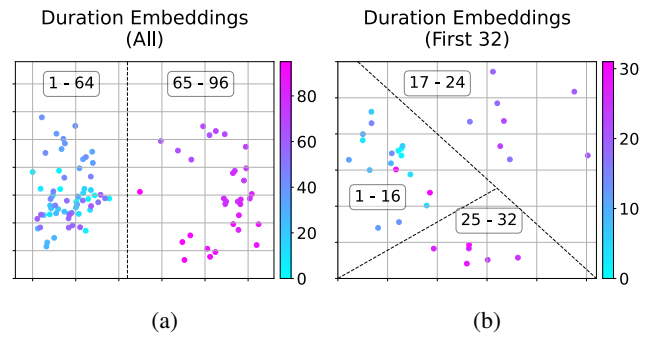 Duration Embeddings
(All)
1 - 64
65 - 96
80
60
40
20
0
(a)
Duration Embeddings
(First 32)
17 - 24
1 - 16
25 - 32
30
20
10
0
(b)